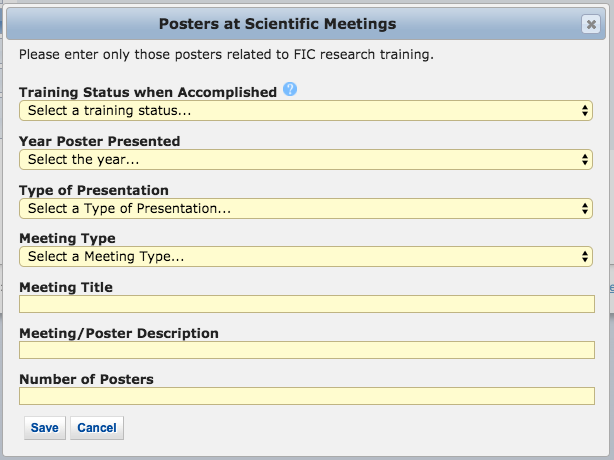 Posters at Scientific Meetings
Please enter only those posters related to FIC research training.
Training Status when Accomplished ?
Select a training status...
Year Poster Presented
Select the year...
Type of Presentation
Select a Type of Presentation...
Meeting Type
Select a Meeting Type...
Meeting Title
Meeting/Poster Description
Number of Posters
Save Cancel